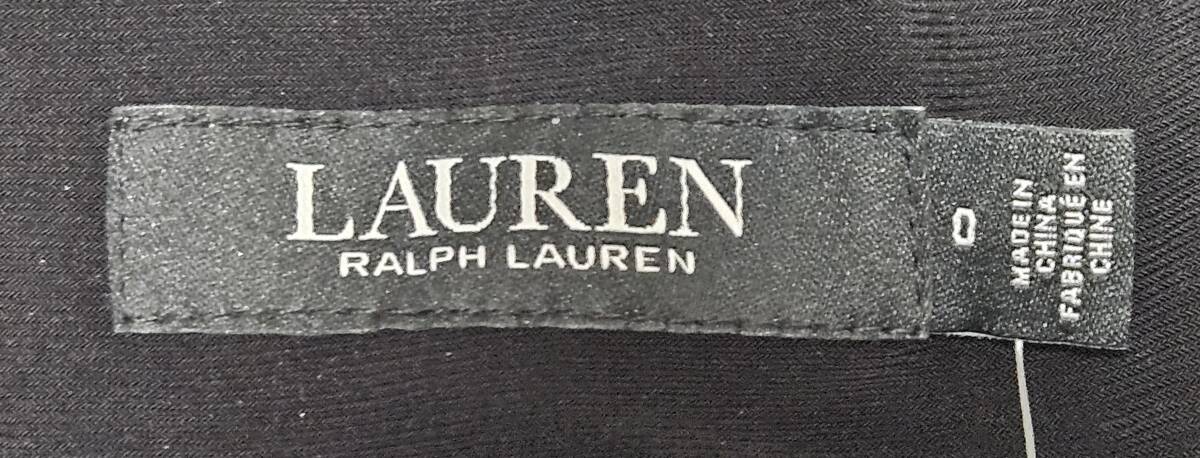 LAUREN
RALPH LAUREN
0
MADE IN
CHINA
FABRIQUÉ EN
CHINE